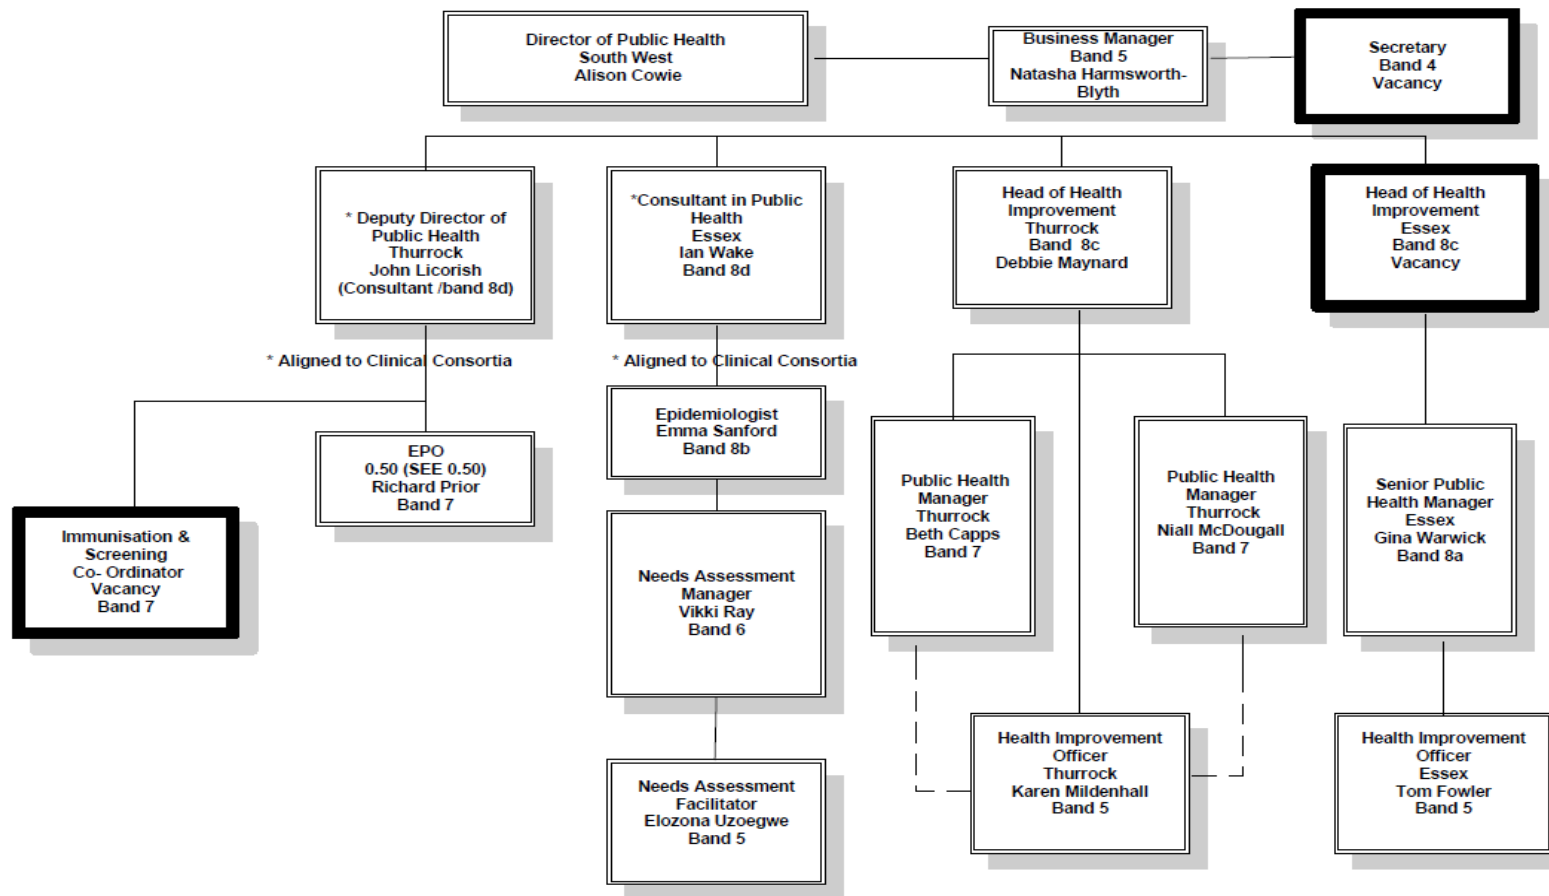 Director of Public Health
South West
Alison Cowie
Business Manager
Band 5
Natasha Harmsworth-
Blyth
Secretary
Band 4
Vacancy
* Deputy Director of
Public Health
Thurrock
John Licorish
(Consultant /band 8d)
*Consultant in Public
Health
Essex
Ian Wake
Band 8d
Head of Health
Improvement
Thurrock
Band  8c
Debbie Maynard
Head of Health
Improvement
Essex
Band 8c
Vacancy
* Aligned to Clinical Consortia
* Aligned to Clinical Consortia
EPO
0.50 (SEE 0.50)
Richard Prior
Band 7
Immunisation &
Screening
Co- Ordinator
Vacancy
Band 7
Epidemiologist
Emma Sanford
Band 8b
Needs Assessment
Manager
Vikki Ray
Band 6
Needs Assessment
Facilitator
Elozona Uzoegwe
Band 5
Public Health
Manager
Thurrock
Beth Capps
Band 7
Public Health
Manager
Thurrock
Niall McDougall
Band 7
Senior Public
Health Manager
Essex
Gina Warwick
Band 8a
Health Improvement
Officer
Thurrock
Karen Mildenhall
Band 5
Health Improvement
Officer
Essex
Tom Fowler
Band 5